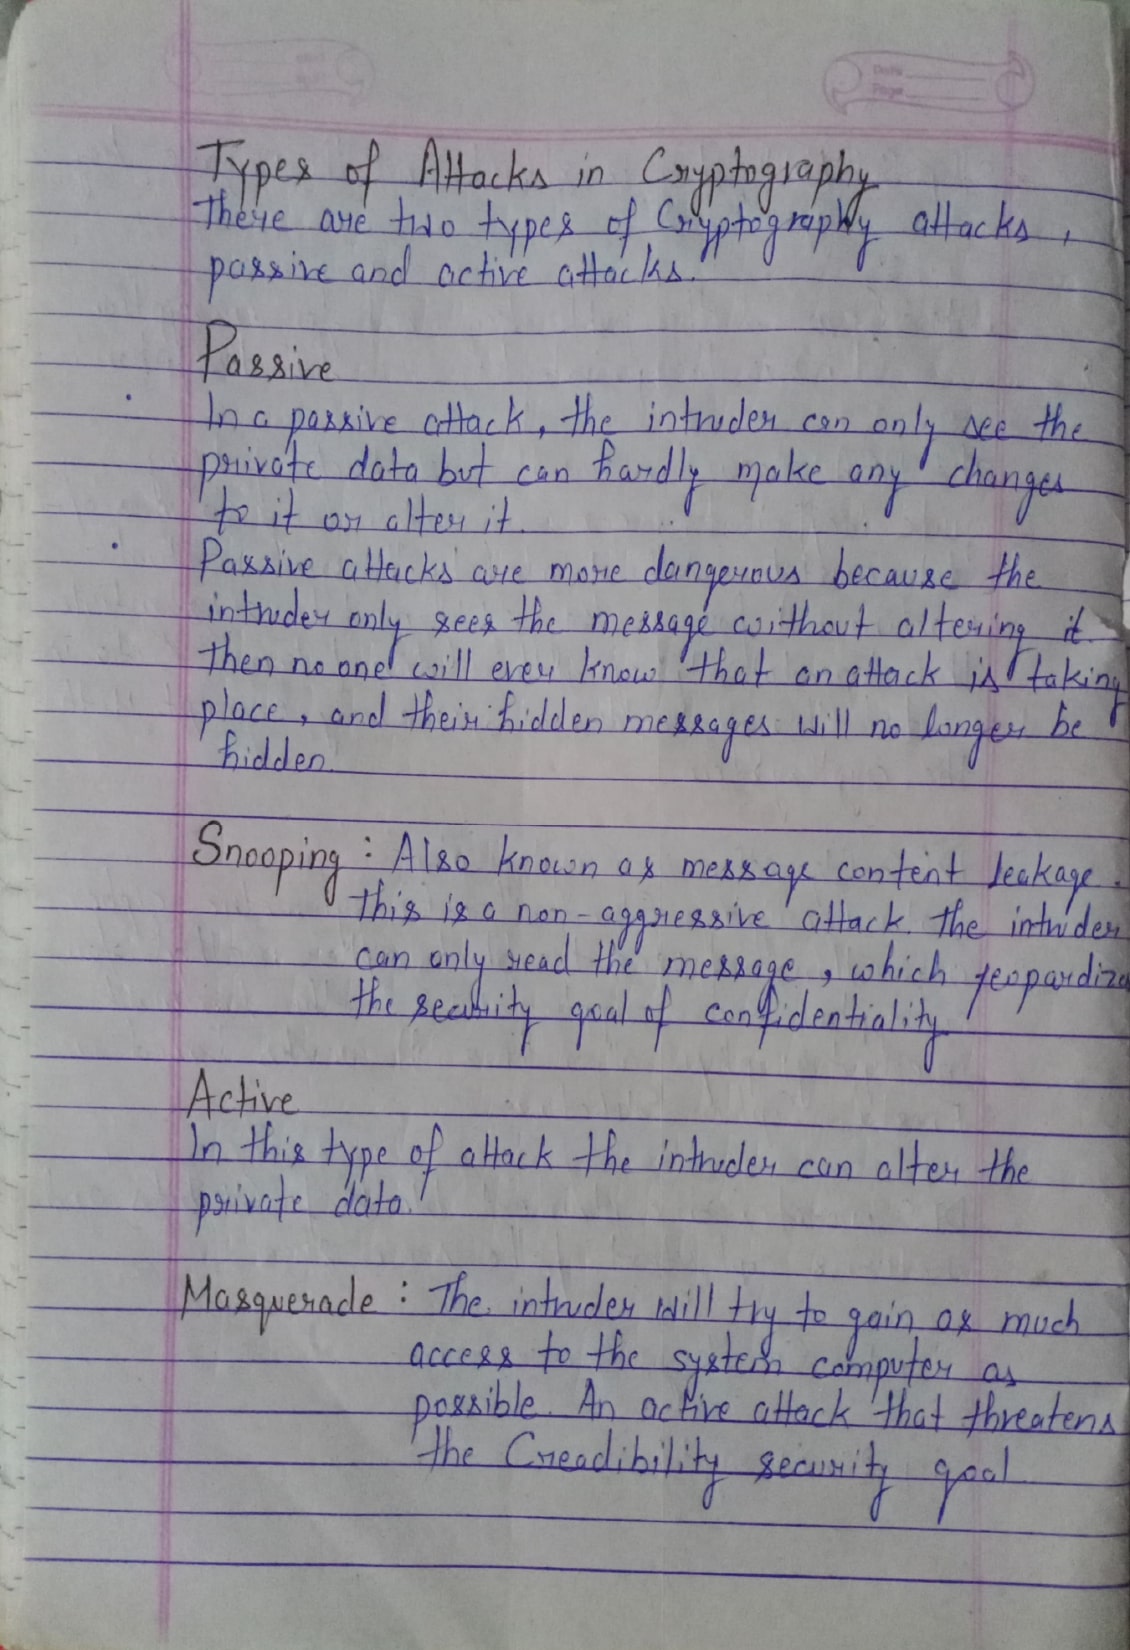 Date
Page
Types of Attacks in Cryptography
There are two types of Cryptography attacks,
passive and active attacks.
Passive
In a passive attack, the intruder can only see the
private data but can hardly make any changes
to it or alter it.
Passive attacks are more dangerous because the
intruder only sees the message without altering it
then no one will ever know that an attack is taking
place, and their hidden messages will no longer be
hidden.
Snooping : Also known as message content leakage.
this is a non-aggressive attack. the intruder
can only read the message, which jeopardize
the security goal of confidentiality
Active
In this type of attack the intruder can alter the
private data.
Masquerade : The intruder will try to gain as much
access to the system computer as
possible. An active attack that threatens
the Creadibility security goal